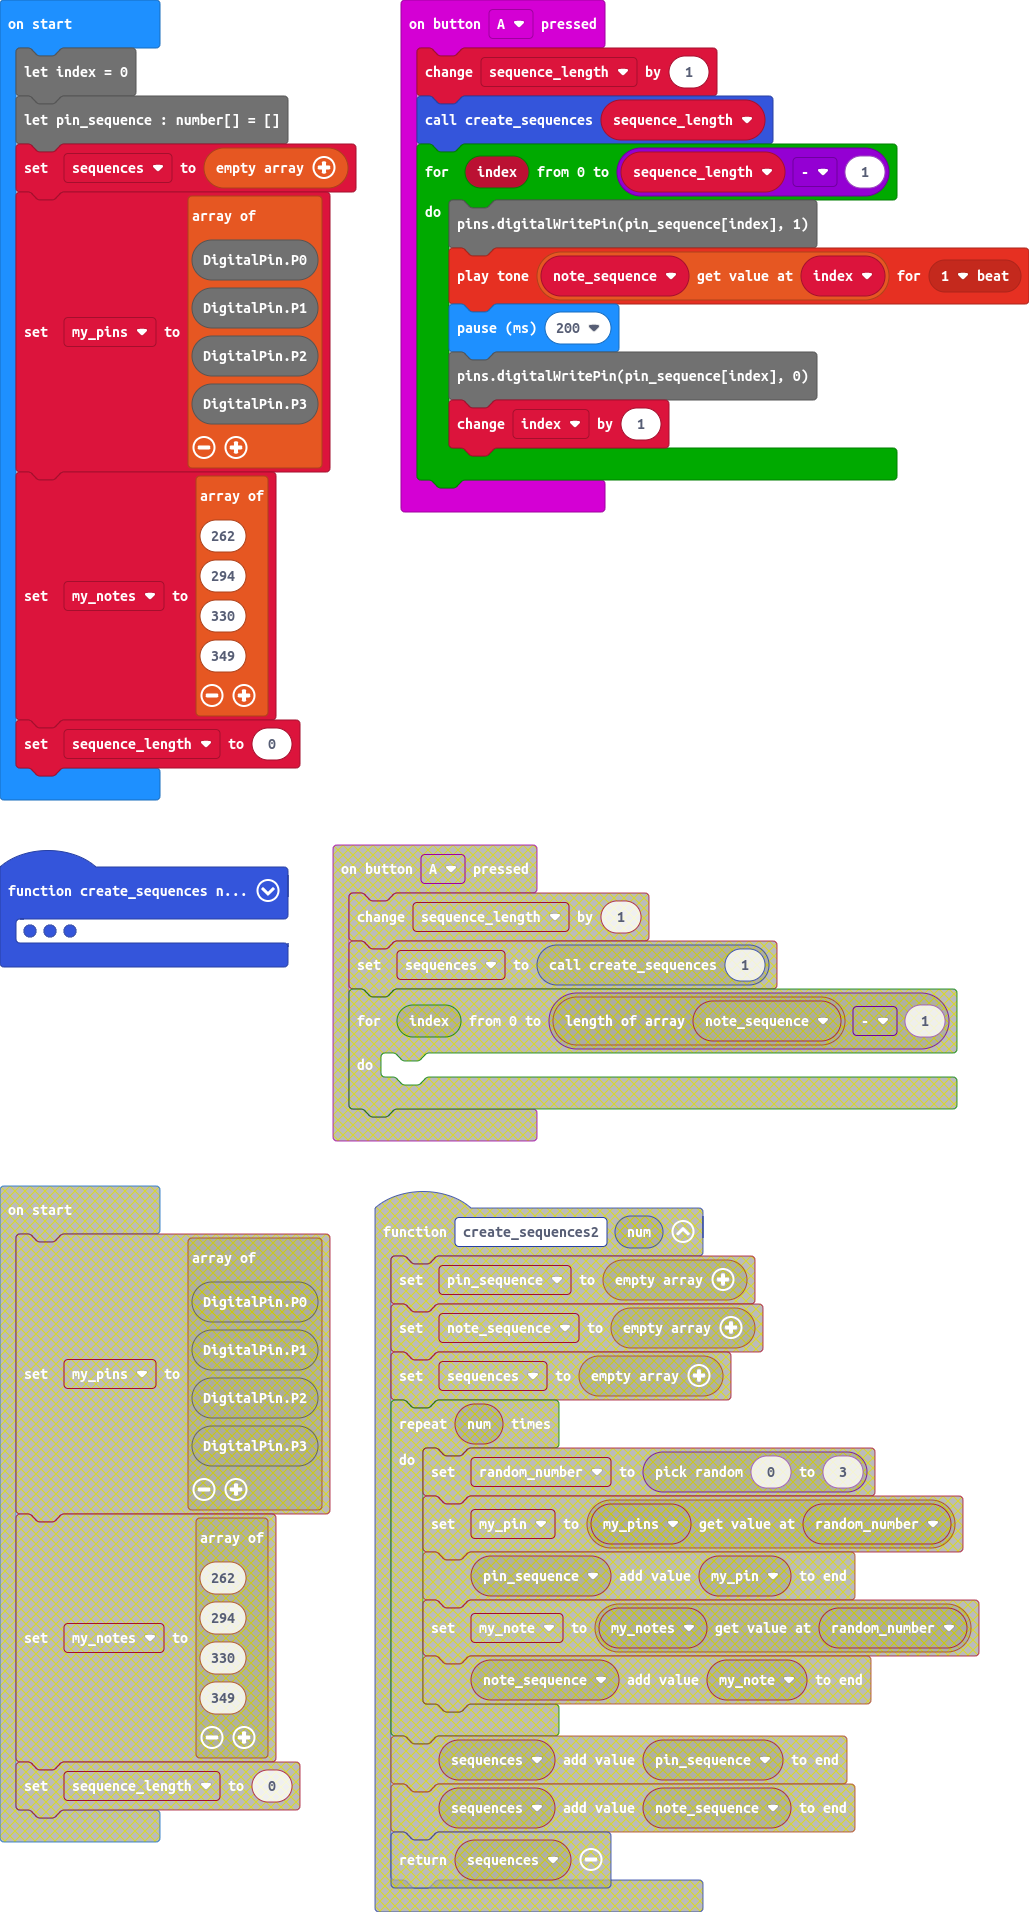 on start
let index = 0
let pin_sequence : number[] = []
set sequences to empty array
set my_pins to array of
DigitalPin.P0
DigitalPin.P1
DigitalPin.P2
DigitalPin.P3
set my_notes to array of
262
294
330
349
set sequence_length to 0
on button A pressed
change sequence_length by 1
call create_sequences sequence_length
for index from 0 to sequence_length - 1
do
pins.digitalWritePin(pin_sequence[index], 1)
play tone note_sequence get value at index for 1 beat
pause (ms) 200
pins.digitalWritePin(pin_sequence[index], 0)
change index by 1
function create_sequences n...
on button A pressed
change sequence_length by 1
set sequences to call create_sequences 1
for index from 0 to length of array note_sequence - 1
do
on start
set my_pins to array of
DigitalPin.P0
DigitalPin.P1
DigitalPin.P2
DigitalPin.P3
set my_notes to array of
262
294
330
349
set sequence_length to 0
function create_sequences2 num
set pin_sequence to empty array
set note_sequence to empty array
set sequences to empty array
repeat num times
do
set random_number to pick random 0 to 3
set my_pin to my_pins get value at random_number
pin_sequence add value my_pin to end
set my_note to my_notes get value at random_number
note_sequence add value my_note to end
sequences add value pin_sequence to end
sequences add value note_sequence to end
return sequences